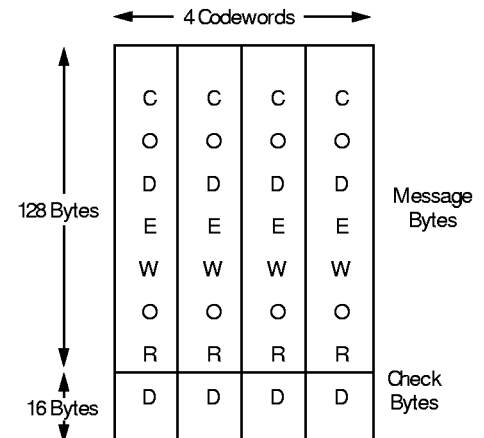 4 Codewords
C C C C
O O O O
D D D D
E E E E
128 Bytes
W W W W
O O O O
R R R R
D D D D
16 Bytes
Message
Bytes
Check
Bytes